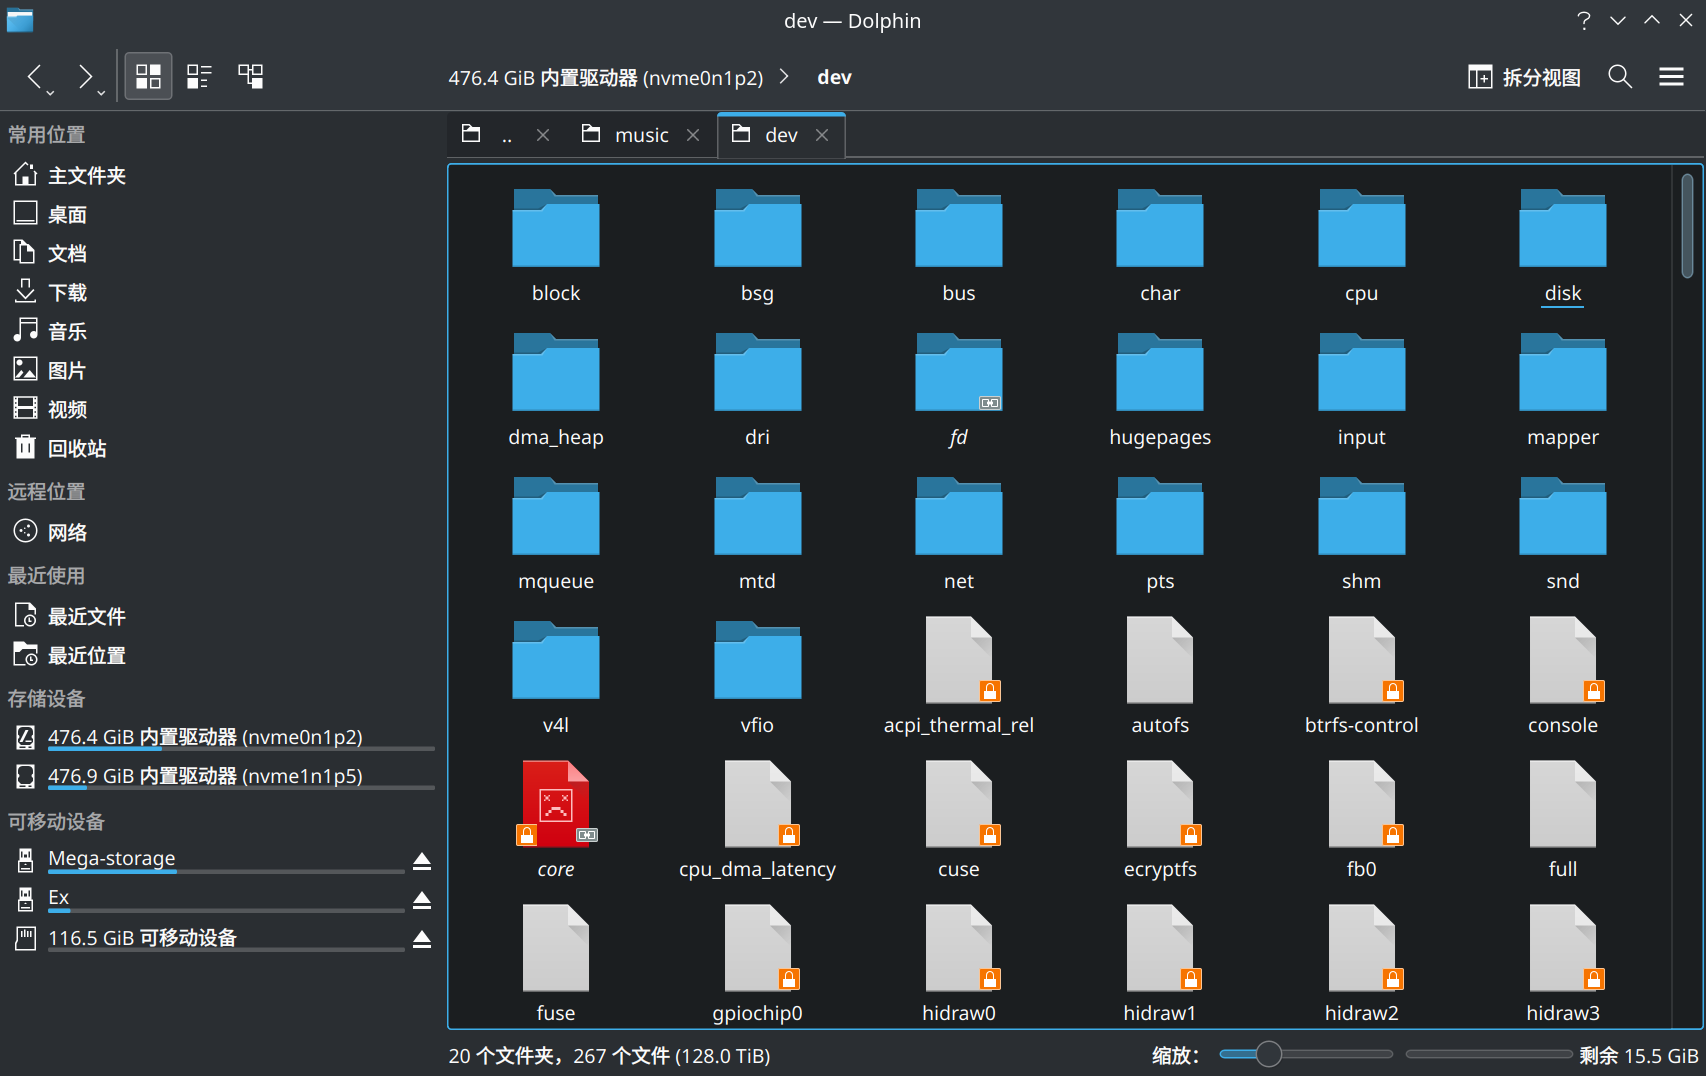 dev — Dolphin
476.4 GiB 内置驱动器 (nvme0n1p2) dev 拆分视图
常用位置
主文件夹
桌面
文档
下载
音乐
图片
视频
回收站
远程位置
网络
最近使用
最近文件
最近位置
存储设备
476.4 GiB 内置驱动器 (nvme0n1p2)
476.9 GiB 内置驱动器 (nvme1n1p5)
可移动设备
Mega-storage
Ex
116.5 GiB 可移动设备
.. music dev
block bsg bus char cpu disk
dma_heap dri fd hugepages input mapper
mqueue mtd net pts shm snd
v4l vfio acpi_thermal_rel autofs btrfs-control console
core cpu_dma_latency cuse ecryptfs fb0 full
fuse gpiochip0 hidraw0 hidraw1 hidraw2 hidraw3
20 个文件夹，267 个文件 (128.0 TiB) 缩放： 剩余 15.5 GiB